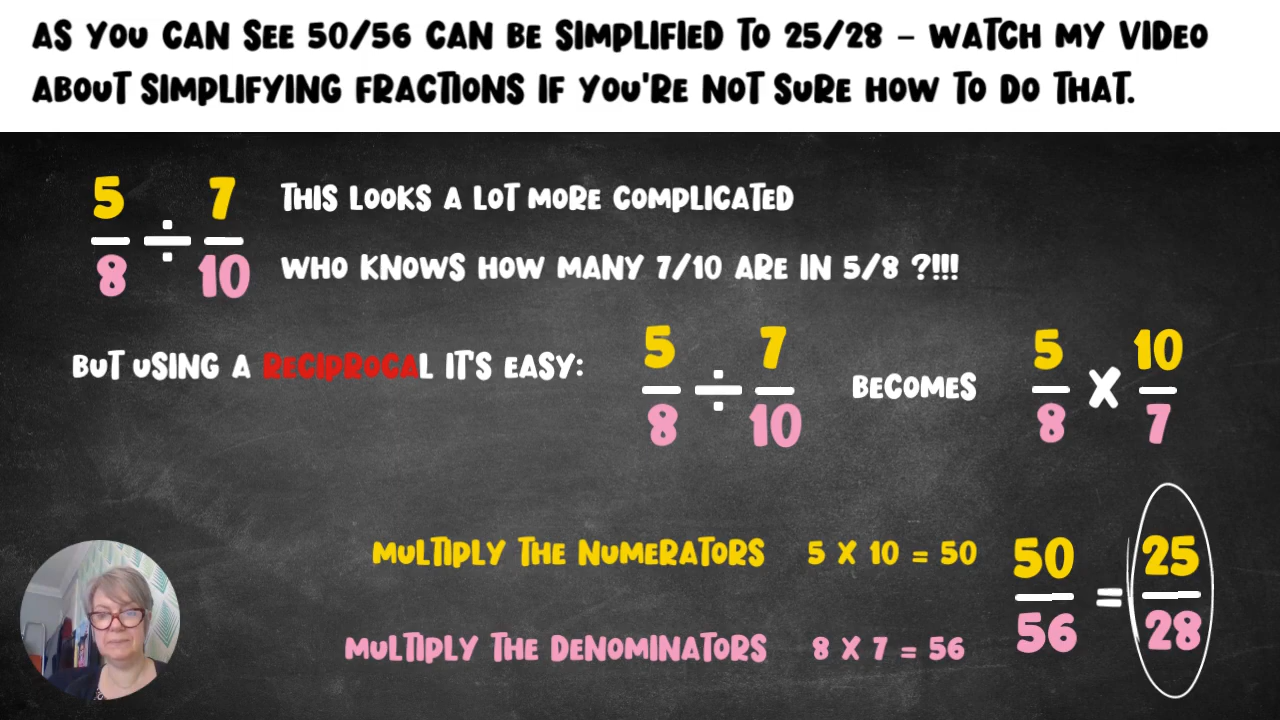 AS YOU CAN SEE 50/56 CAN BE SIMPLIFIED TO 25/28 – WATCH MY VIDEO
ABOUT SIMPLIFYING FRACTIONS IF YOU'RE NOT SURE HOW TO DO THAT.
5/8 ÷ 7/10
THIS LOOKS A LOT MORE COMPLICATED
WHO KNOWS HOW MANY 7/10 ARE IN 5/8 ?!!!
BUT USING A RECIPROCAL IT'S EASY:
5/8 ÷ 7/10 BECOMES 5/8 X 10/7
MULTIPLY THE NUMERATORS 5 X 10 = 50
MULTIPLY THE DENOMINATORS 8 X 7 = 56
50/56 = 25/28